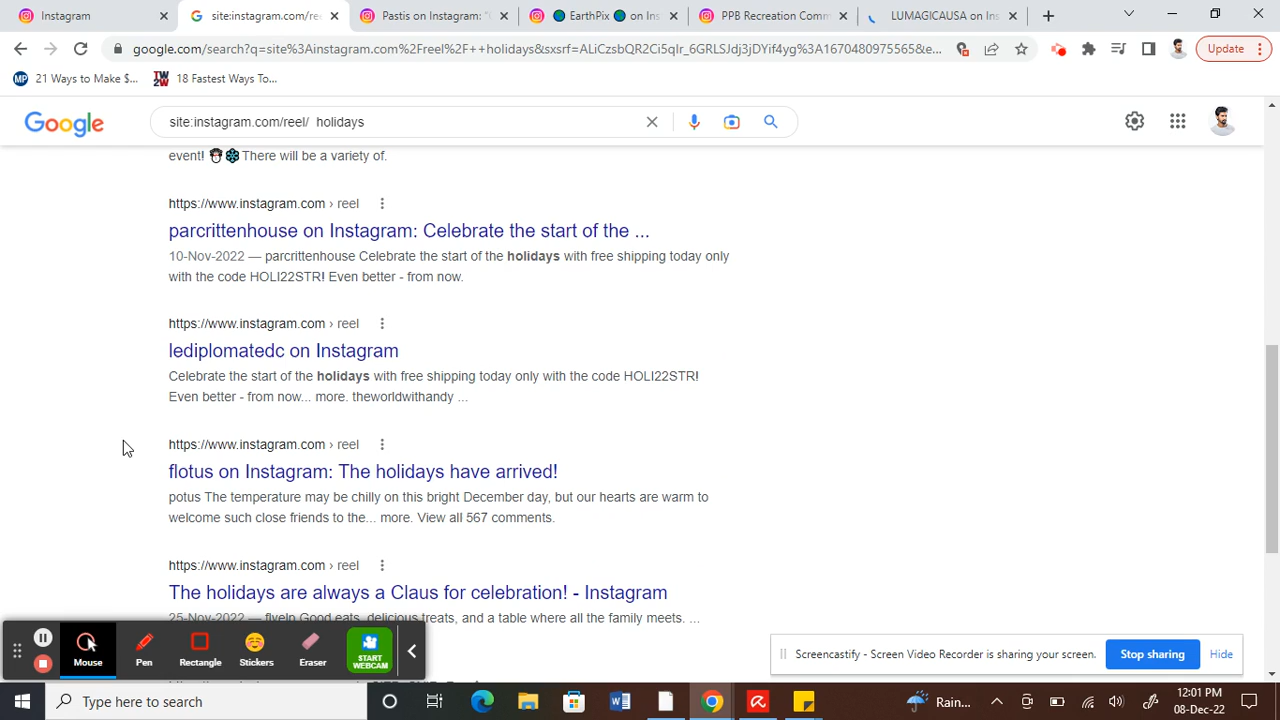 Instagram
site:instagram.com/ree
Pastis on Instagram: "
EarthPix on Ins
PPB Recreation Comm
LUMAGICAUSA on Ins
google.com/search?q=site%3Ainstagram.com%2Freel%2F++holidays&sxsrf=ALiCzsbQR2Ci5qIr_6GRLSJdj3jDYif4yg%3A1670480975565&e...
Update
MP 21 Ways to Make $...
TW2W 18 Fastest Ways To...
Google
site:instagram.com/reel/ holidays
event! There will be a variety of.
https://www.instagram.com › reel
parcrittenhouse on Instagram: Celebrate the start of the ...
10-Nov-2022 — parcrittenhouse Celebrate the start of the holidays with free shipping today only
with the code HOLI22STR! Even better - from now.
https://www.instagram.com › reel
lediplomatedc on Instagram
Celebrate the start of the holidays with free shipping today only with the code HOLI22STR!
Even better - from now... more. theworldwithandy ...
https://www.instagram.com › reel
flotus on Instagram: The holidays have arrived!
potus The temperature may be chilly on this bright December day, but our hearts are warm to
welcome such close friends to the... more. View all 567 comments.
https://www.instagram.com › reel
The holidays are always a Claus for celebration! - Instagram
25-Nov-2022 — flyelp Good eats, delicious treats, and a table where all the family meets. ...
Mouse
Pen
Rectangle
Stickers
Eraser
START
WEBCAM
Screencastify - Screen Video Recorder is sharing your screen.
Stop sharing
Hide
Type here to search
Rain...
12:01 PM
08-Dec-22